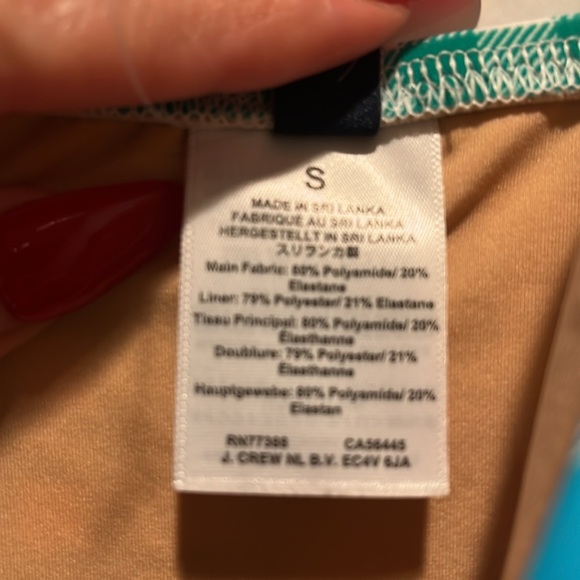 S
MADE IN SRI LANKA
FABRIQUÉ AU SRI LANKA
HERGESTELLT IN SRI LANKA
スリランカ製
Main Fabric: 80% Polyamide/ 20%
Elastane
Liner: 79% Polyester/ 21% Elastane
Tissu Principal: 80% Polyamide/ 20%
Élasthanne
Doublure: 79% Polyester/ 21%
Élasthanne
Hauptgewebe: 80% Polyamide/ 20%
Elastan
RN77388 CA56445
J. CREW NL B.V. EC4V 6JA